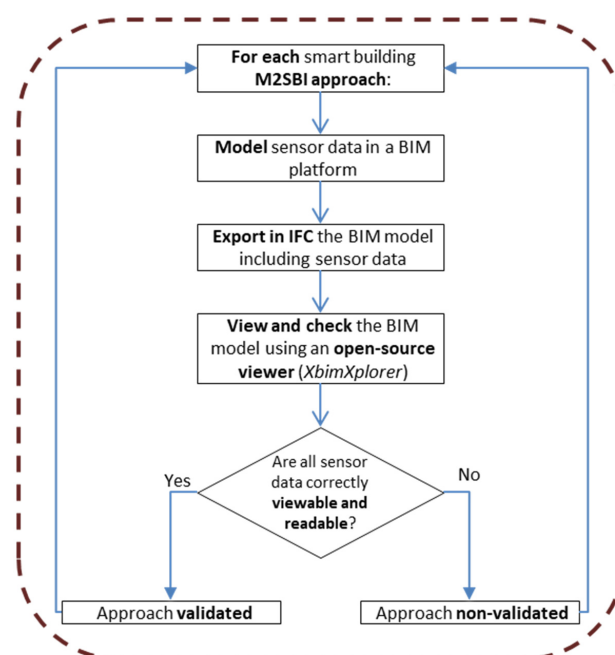 For each smart building
M2SBI approach:
Model sensor data in a BIM
platform
Export in IFC the BIM model
including sensor data
View and check the BIM
model using an open-source
viewer (XbimXplorer)
Are all sensor
data correctly
viewable and
readable?
Yes
No
Approach validated
Approach non-validated